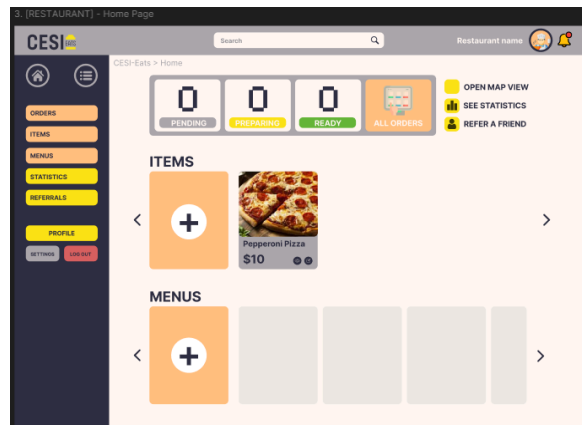 3. [RESTAURANT] - Home Page
CESI EATS
Search
Restaurant name
CESI-Eats > Home
0
0
0
PENDING
PREPARING
READY
ALL ORDERS
OPEN MAP VIEW
SEE STATISTICS
REFER A FRIEND
ORDERS
ITEMS
MENUS
STATISTICS
REFERRALS
PROFILE
SETTINGS
LOG OUT
ITEMS
Pepperoni Pizza
$10
MENUS